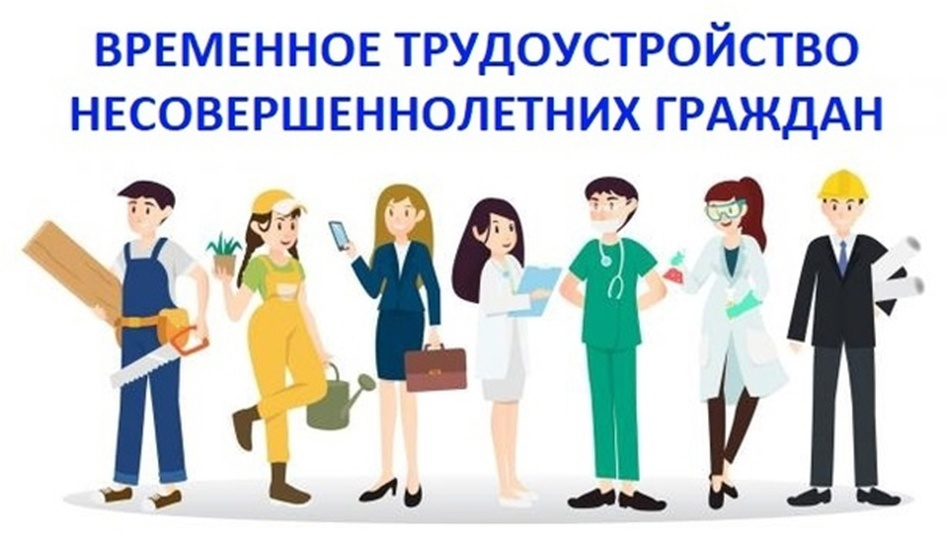 ВРЕМЕННОЕ ТРУДОУСТРОЙСТВО
НЕСОВЕРШЕННОЛЕТНИХ ГРАЖДАН